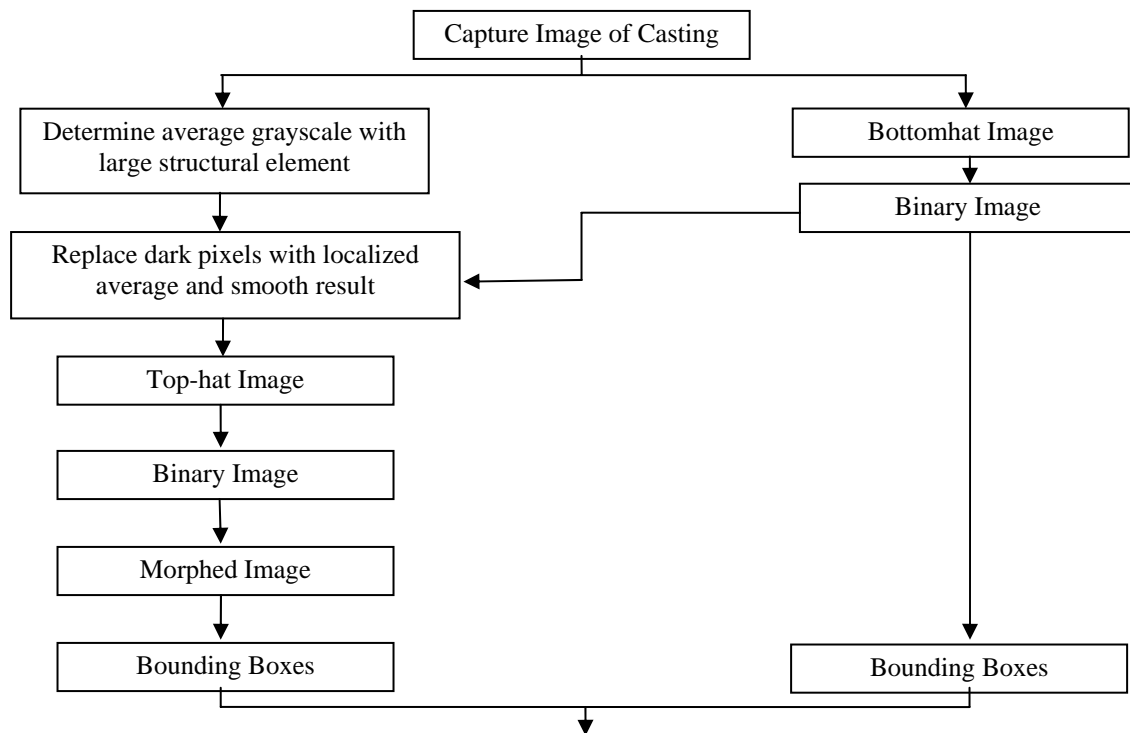 Capture Image of Casting
Determine average grayscale with
large structural element
Bottomhat Image
Binary Image
Replace dark pixels with localized
average and smooth result
Top-hat Image
Binary Image
Morphed Image
Bounding Boxes
Bounding Boxes